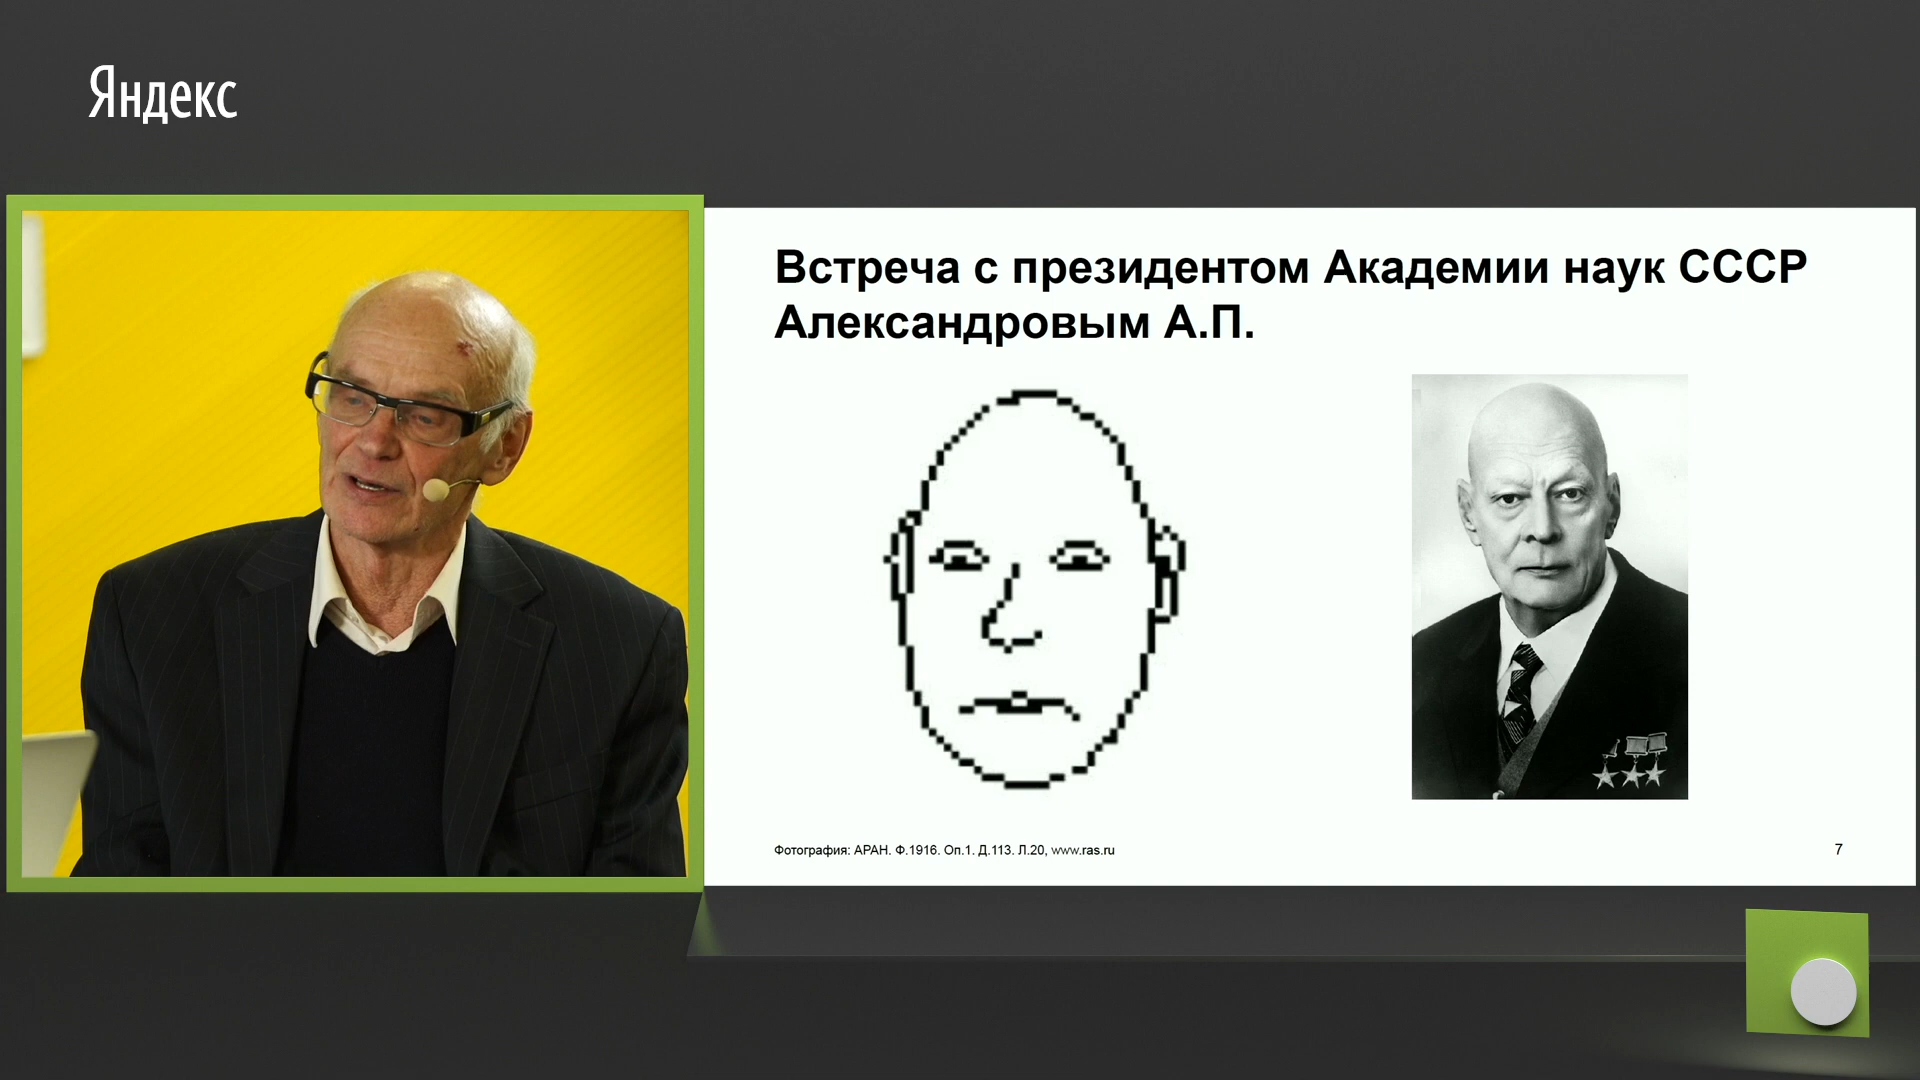 Яндекс
Встреча с президентом Академии наук СССР
Александровым А.П.
Фотография: АРАН. Ф.1916. Оп.1. Д.113. Л.20, www.ras.ru
7